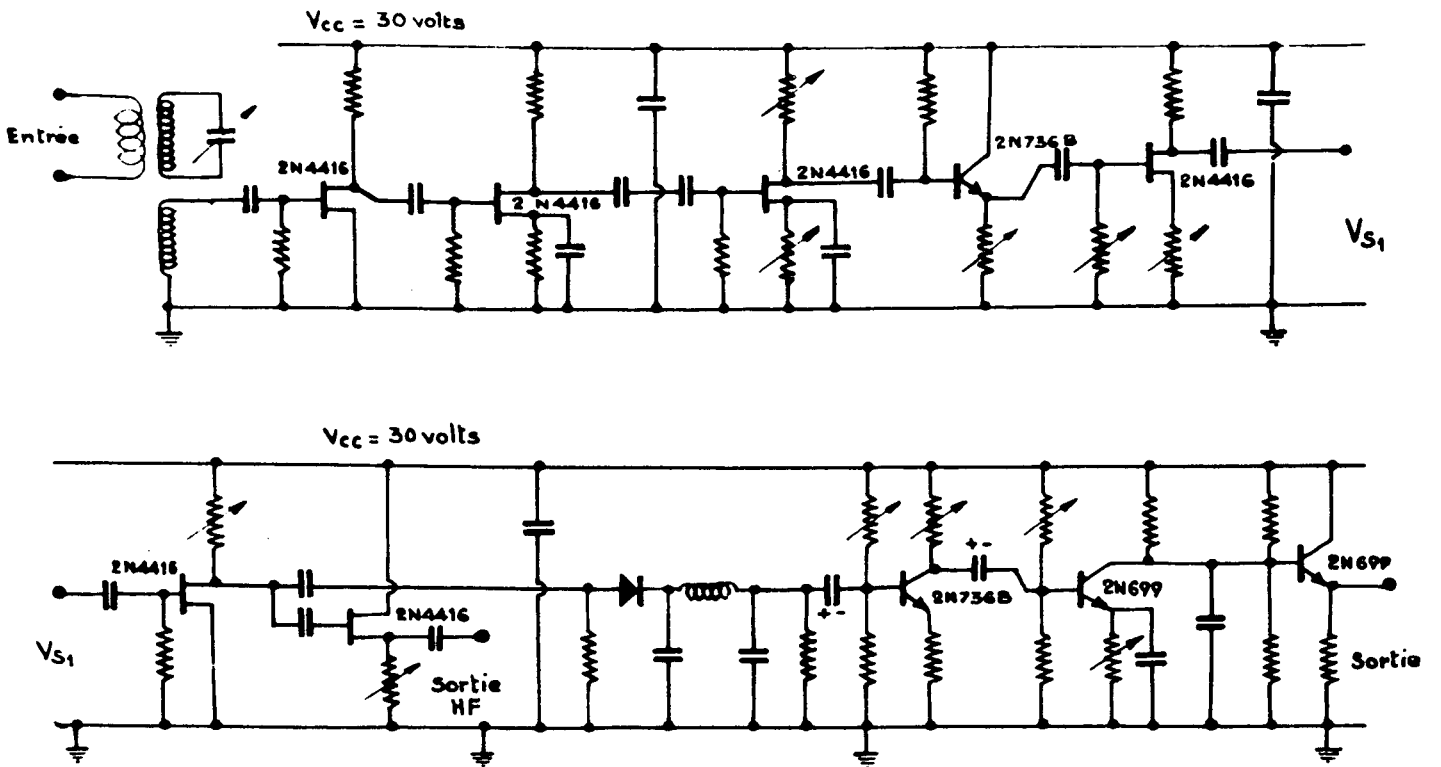 Vcc = 30 volts
Entrée
2N4416
2 N 4416
2N4416
2N736B
2N4416
VS1
Vcc = 30 volts
2N4416
VS1
2N4416
Sortie
HF
+ -
+ -
2N736B
2N699
2N699
Sortie